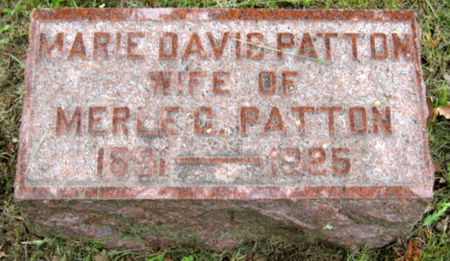 MARIE DAVIS PATTON
WIFE OF
MERLE G. PATTON
1891 — 1925